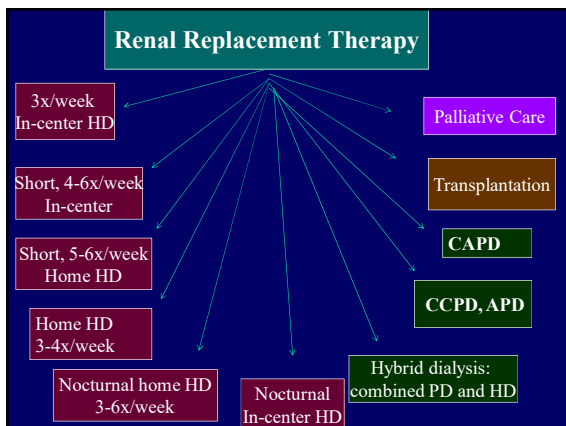 Renal Replacement Therapy
3x/week
In-center HD
Palliative Care
Short, 4-6x/week
In-center
Transplantation
Short, 5-6x/week
Home HD
CAPD
CCPD, APD
Home HD
3-4x/week
Hybrid dialysis:
combined PD and HD
Nocturnal home HD
3-6x/week
Nocturnal
In-center HD